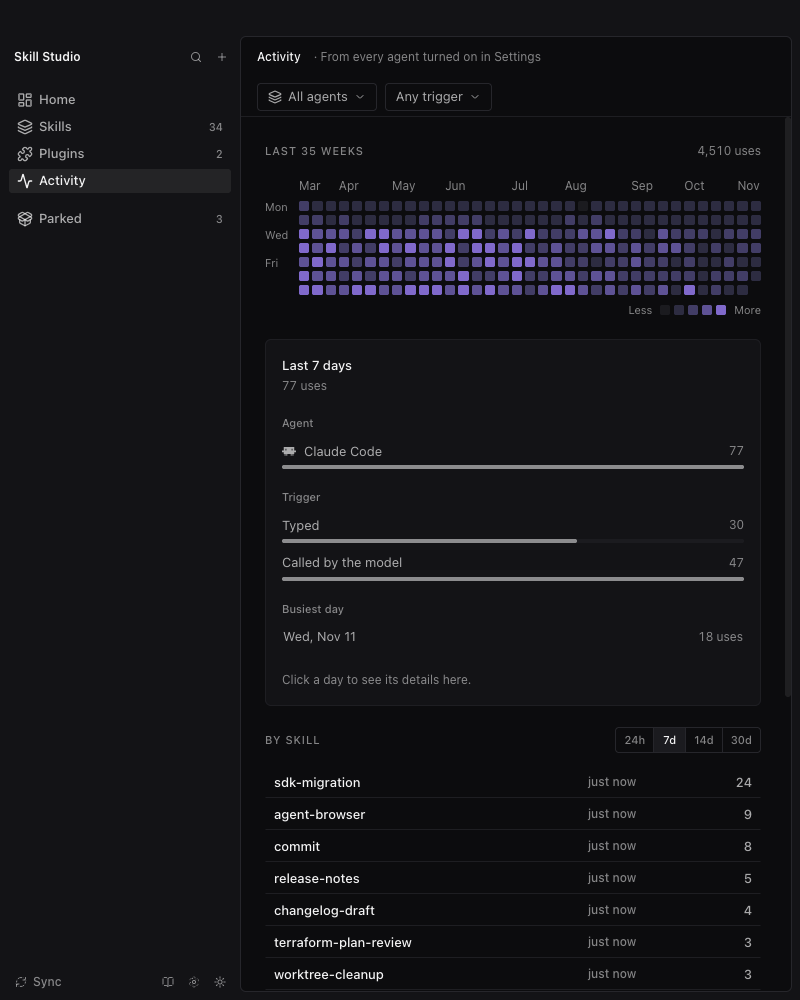 Skill Studio
Home
Skills 34
Plugins 2
Activity
Parked 3
Sync
Activity · From every agent turned on in Settings
All agents Any trigger
LAST 35 WEEKS 4,510 uses
Mar Apr May Jun Jul Aug Sep Oct Nov
Mon
Wed
Fri
Less More
Last 7 days
77 uses
Agent
Claude Code 77
Trigger
Typed 30
Called by the model 47
Busiest day
Wed, Nov 11 18 uses
Click a day to see its details here.
BY SKILL 24h 7d 14d 30d
sdk-migration just now 24
agent-browser just now 9
commit just now 8
release-notes just now 5
changelog-draft just now 4
terraform-plan-review just now 3
worktree-cleanup just now 3